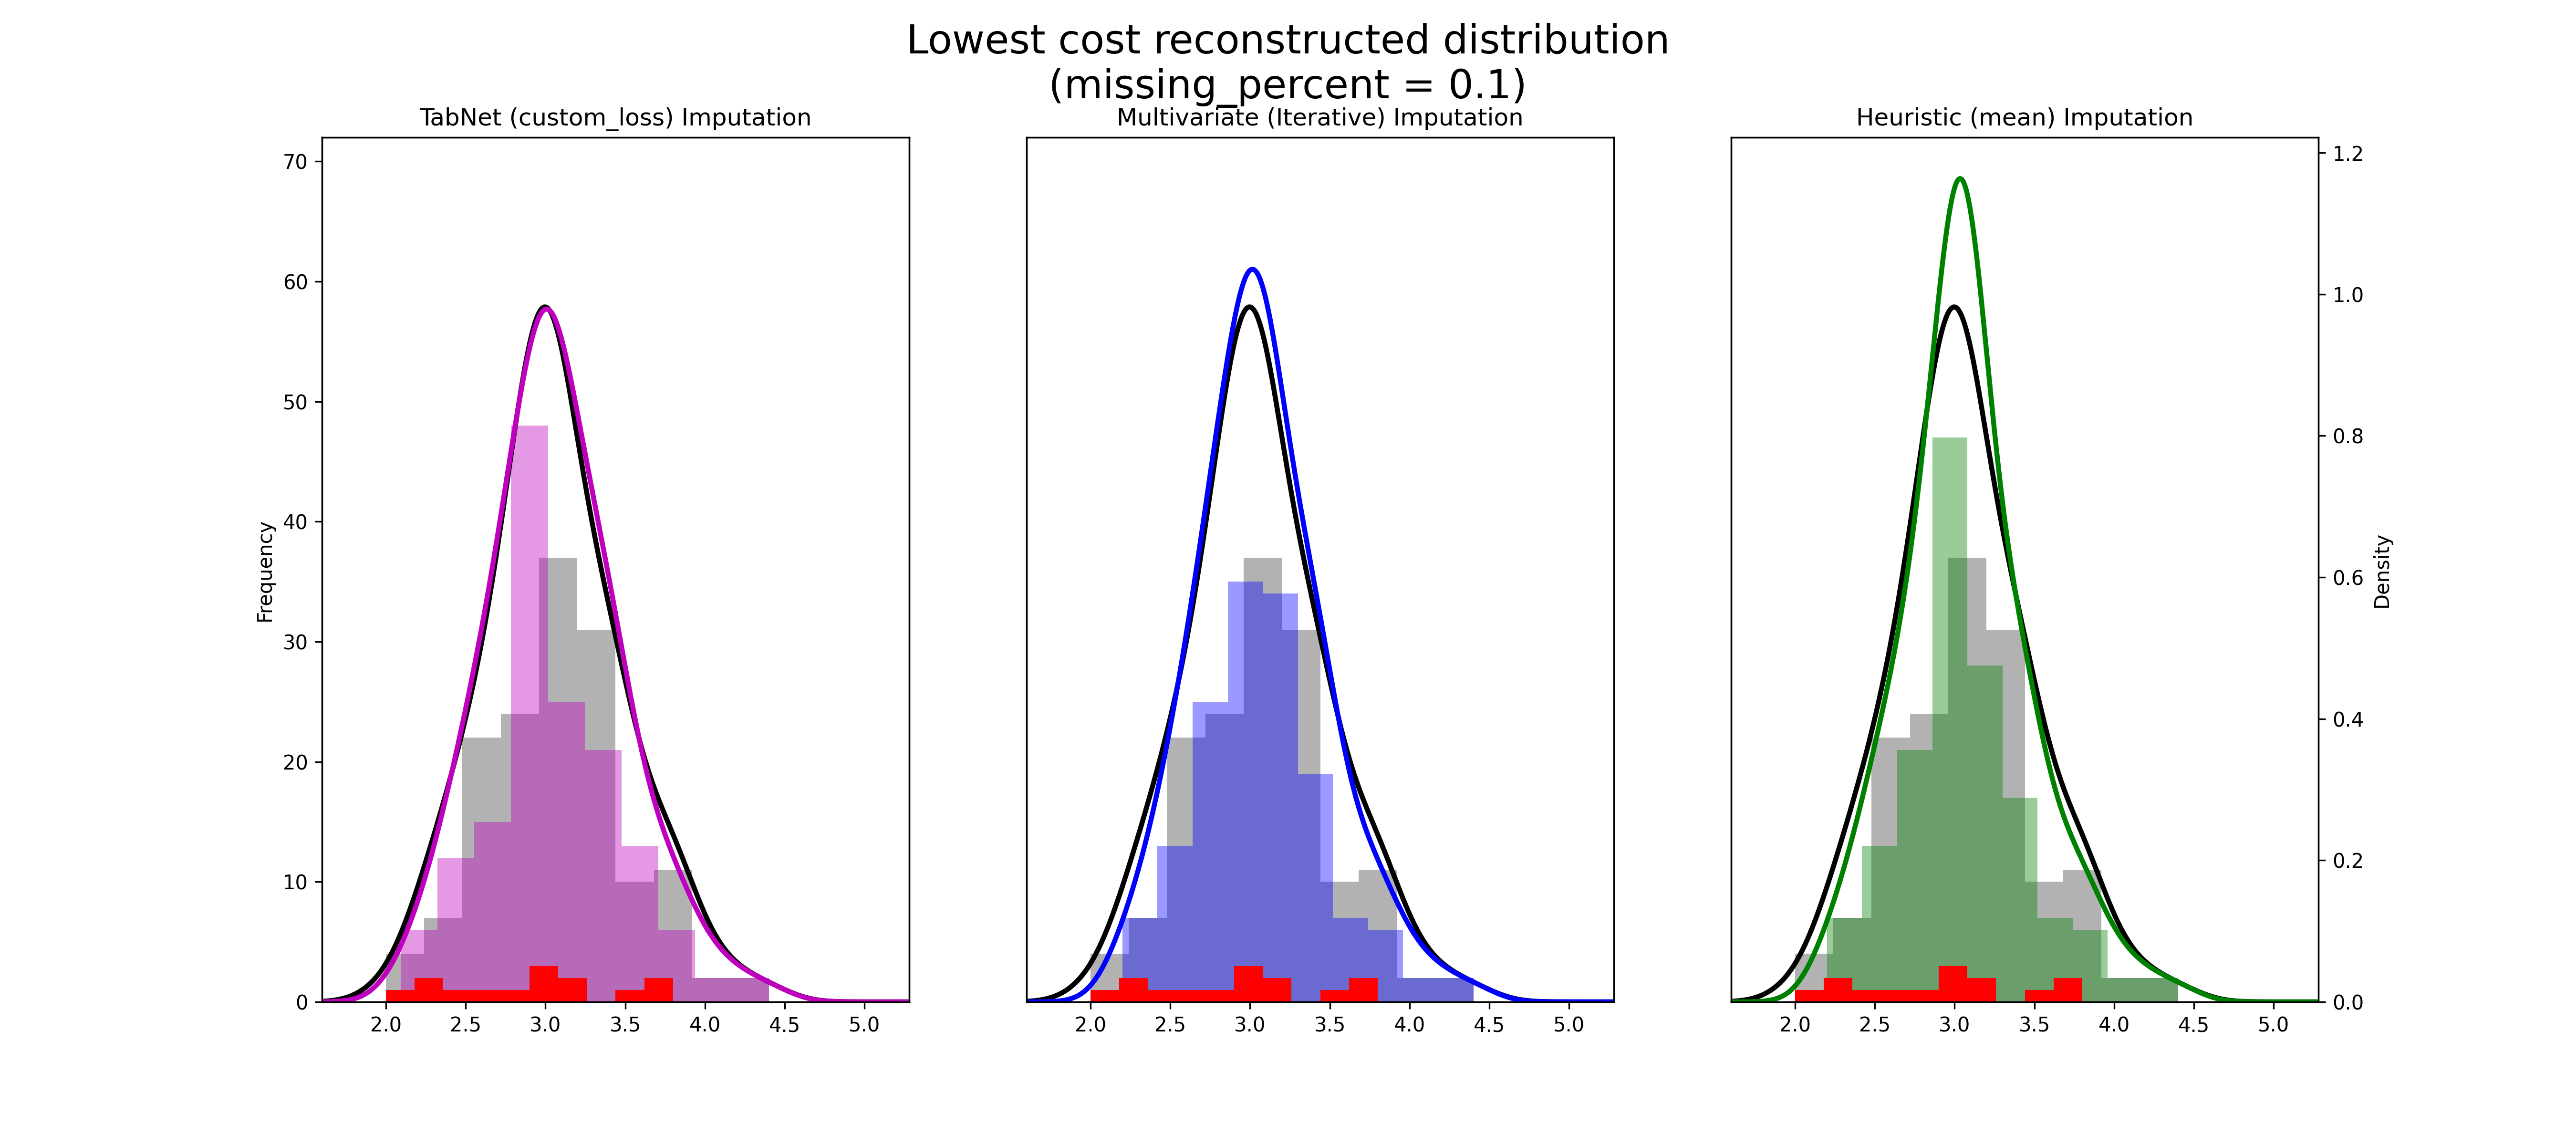 Lowest cost reconstructed distribution
(missing_percent = 0.1)
TabNet (custom_loss) Imputation
Multivariate (Iterative) Imputation
Heuristic (mean) Imputation
Frequency
70
60
50
40
30
20
10
0
2.0 2.5 3.0 3.5 4.0 4.5 5.0
2.0 2.5 3.0 3.5 4.0 4.5 5.0
2.0 2.5 3.0 3.5 4.0 4.5 5.0
1.2
1.0
0.8
0.6
0.4
0.2
0.0
Density